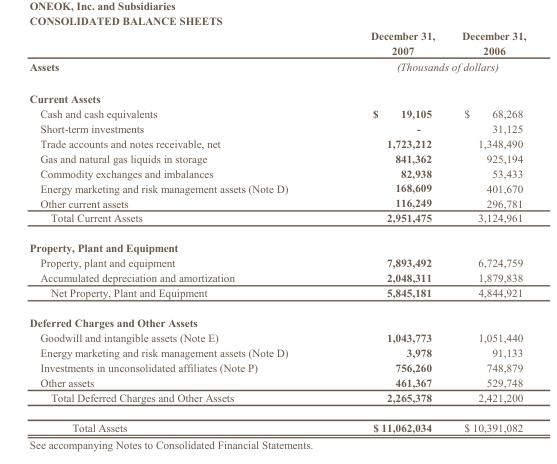 ONEOK, Inc. and Subsidiaries
CONSOLIDATED BALANCE SHEETS
December 31, December 31,
2007 2006
Assets (Thousands of dollars)
Current Assets
Cash and cash equivalents $ 19,105 $ 68,268
Short-term investments - 31,125
Trade accounts and notes receivable, net 1,723,212 1,348,490
Gas and natural gas liquids in storage 841,362 925,194
Commodity exchanges and imbalances 82,938 53,433
Energy marketing and risk management assets (Note D) 168,609 401,670
Other current assets 116,249 296,781
Total Current Assets 2,951,475 3,124,961
Property, Plant and Equipment
Property, plant and equipment 7,893,492 6,724,759
Accumulated depreciation and amortization 2,048,311 1,879,838
Net Property, Plant and Equipment 5,845,181 4,844,921
Deferred Charges and Other Assets
Goodwill and intangible assets (Note E) 1,043,773 1,051,440
Energy marketing and risk management assets (Note D) 3,978 91,133
Investments in unconsolidated affiliates (Note P) 756,260 748,879
Other assets 461,367 529,748
Total Deferred Charges and Other Assets 2,265,378 2,421,200
Total Assets $ 11,062,034 $ 10,391,082
See accompanying Notes to Consolidated Financial Statements.